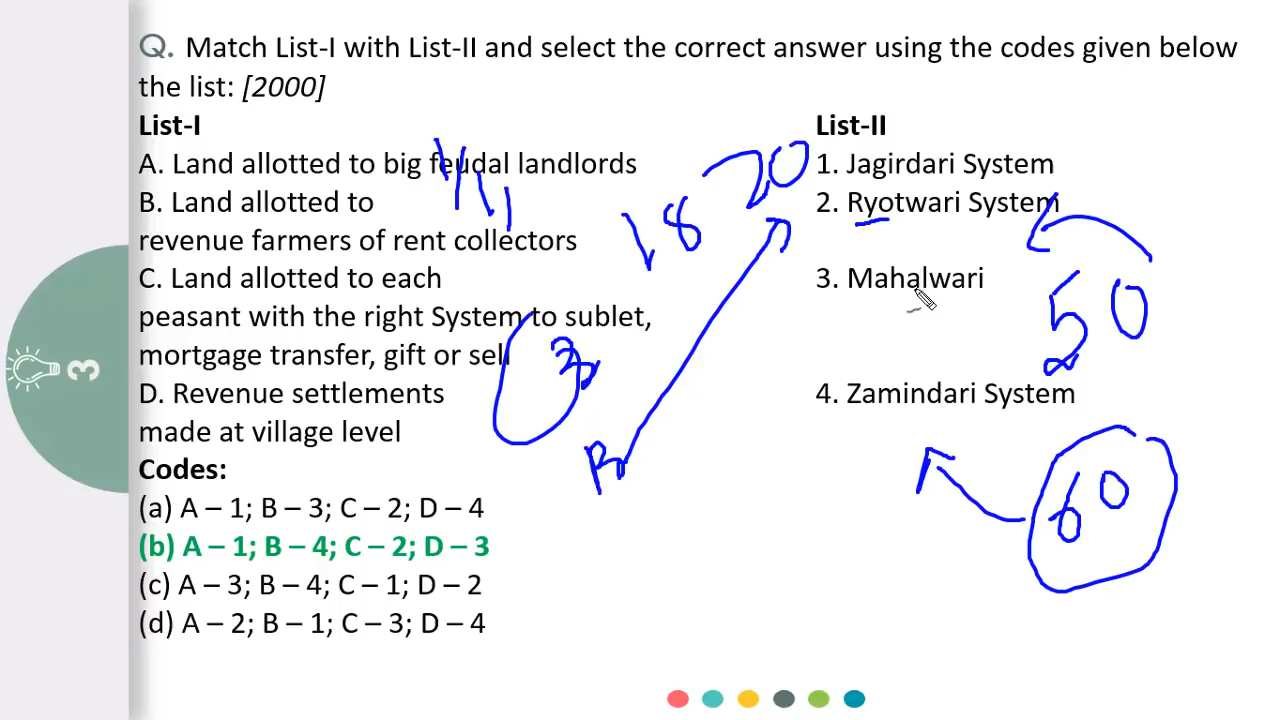 Q. Match List-I with List-II and select the correct answer using the codes given below
the list: [2000]
List-I
List-II
A. Land allotted to big feudal landlords
1. Jagirdari System
B. Land allotted to
2. Ryotwari System
revenue farmers of rent collectors
C. Land allotted to each
3. Mahalwari
peasant with the right System to sublet,
mortgage transfer, gift or sell
D. Revenue settlements
4. Zamindari System
made at village level
Codes:
(a) A – 1; B – 3; C – 2; D – 4
(b) A – 1; B – 4; C – 2; D – 3
(c) A – 3; B – 4; C – 1; D – 2
(d) A – 2; B – 1; C – 3; D – 4
3
18 20
50
60